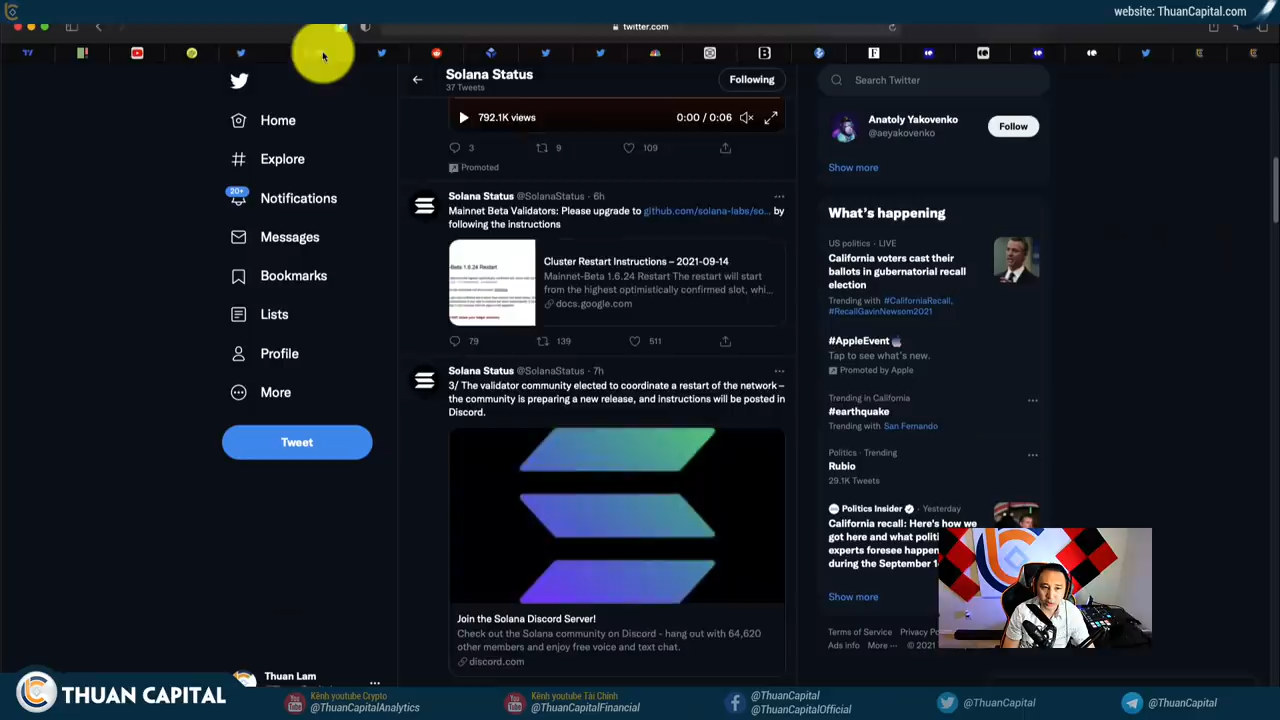 website: ThuanCapital.com
twitter.com
Solana Status
37 Tweets
Following
Search Twitter
792.1K views
0:00 / 0:06
3
9
109
Promoted
Anatoly Yakovenko
@aeyakovenko
Follow
Show more
Home
Explore
20+
Notifications
Messages
Bookmarks
Lists
Profile
More
Tweet
Solana Status @SolanaStatus · 6h
Mainnet Beta Validators: Please upgrade to github.com/solana-labs/so... by
following the instructions
Cluster Restart Instructions – 2021-09-14
Mainnet-Beta 1.6.24 Restart The restart will start
from the highest optimistically confirmed slot, whi...
docs.google.com
79
139
511
Solana Status @SolanaStatus · 7h
3/ The validator community elected to coordinate a restart of the network –
the community is preparing a new release, and instructions will be posted in
Discord.
Join the Solana Discord Server!
Check out the Solana community on Discord - hang out with 64,620
other members and enjoy free voice and text chat.
discord.com
What's happening
US politics · LIVE
California voters cast their
ballots in gubernatorial recall
election
Trending with #CaliforniaRecall,
#RecallGavinNewsom2021
#AppleEvent
Tap to see what's new.
Promoted by Apple
Trending in California
#earthquake
Trending with San Fernando
Politics · Trending
Rubio
29.1K Tweets
Politics Insider · Yesterday
California recall: Here's how we
got here and what politi
experts foresee happen
during the September 1
Show more
Terms of Service Privacy Po
Ads info More ··· © 2021
Thuan Lam
THUAN CAPITAL
Kênh youtube Crypto
@ThuanCapitalAnalytics
Kênh youtube Tài Chính
@ThuanCapitalFinancial
@ThuanCapital
@ThuanCapitalOfficial
@ThuanCapital
@ThuanCapital